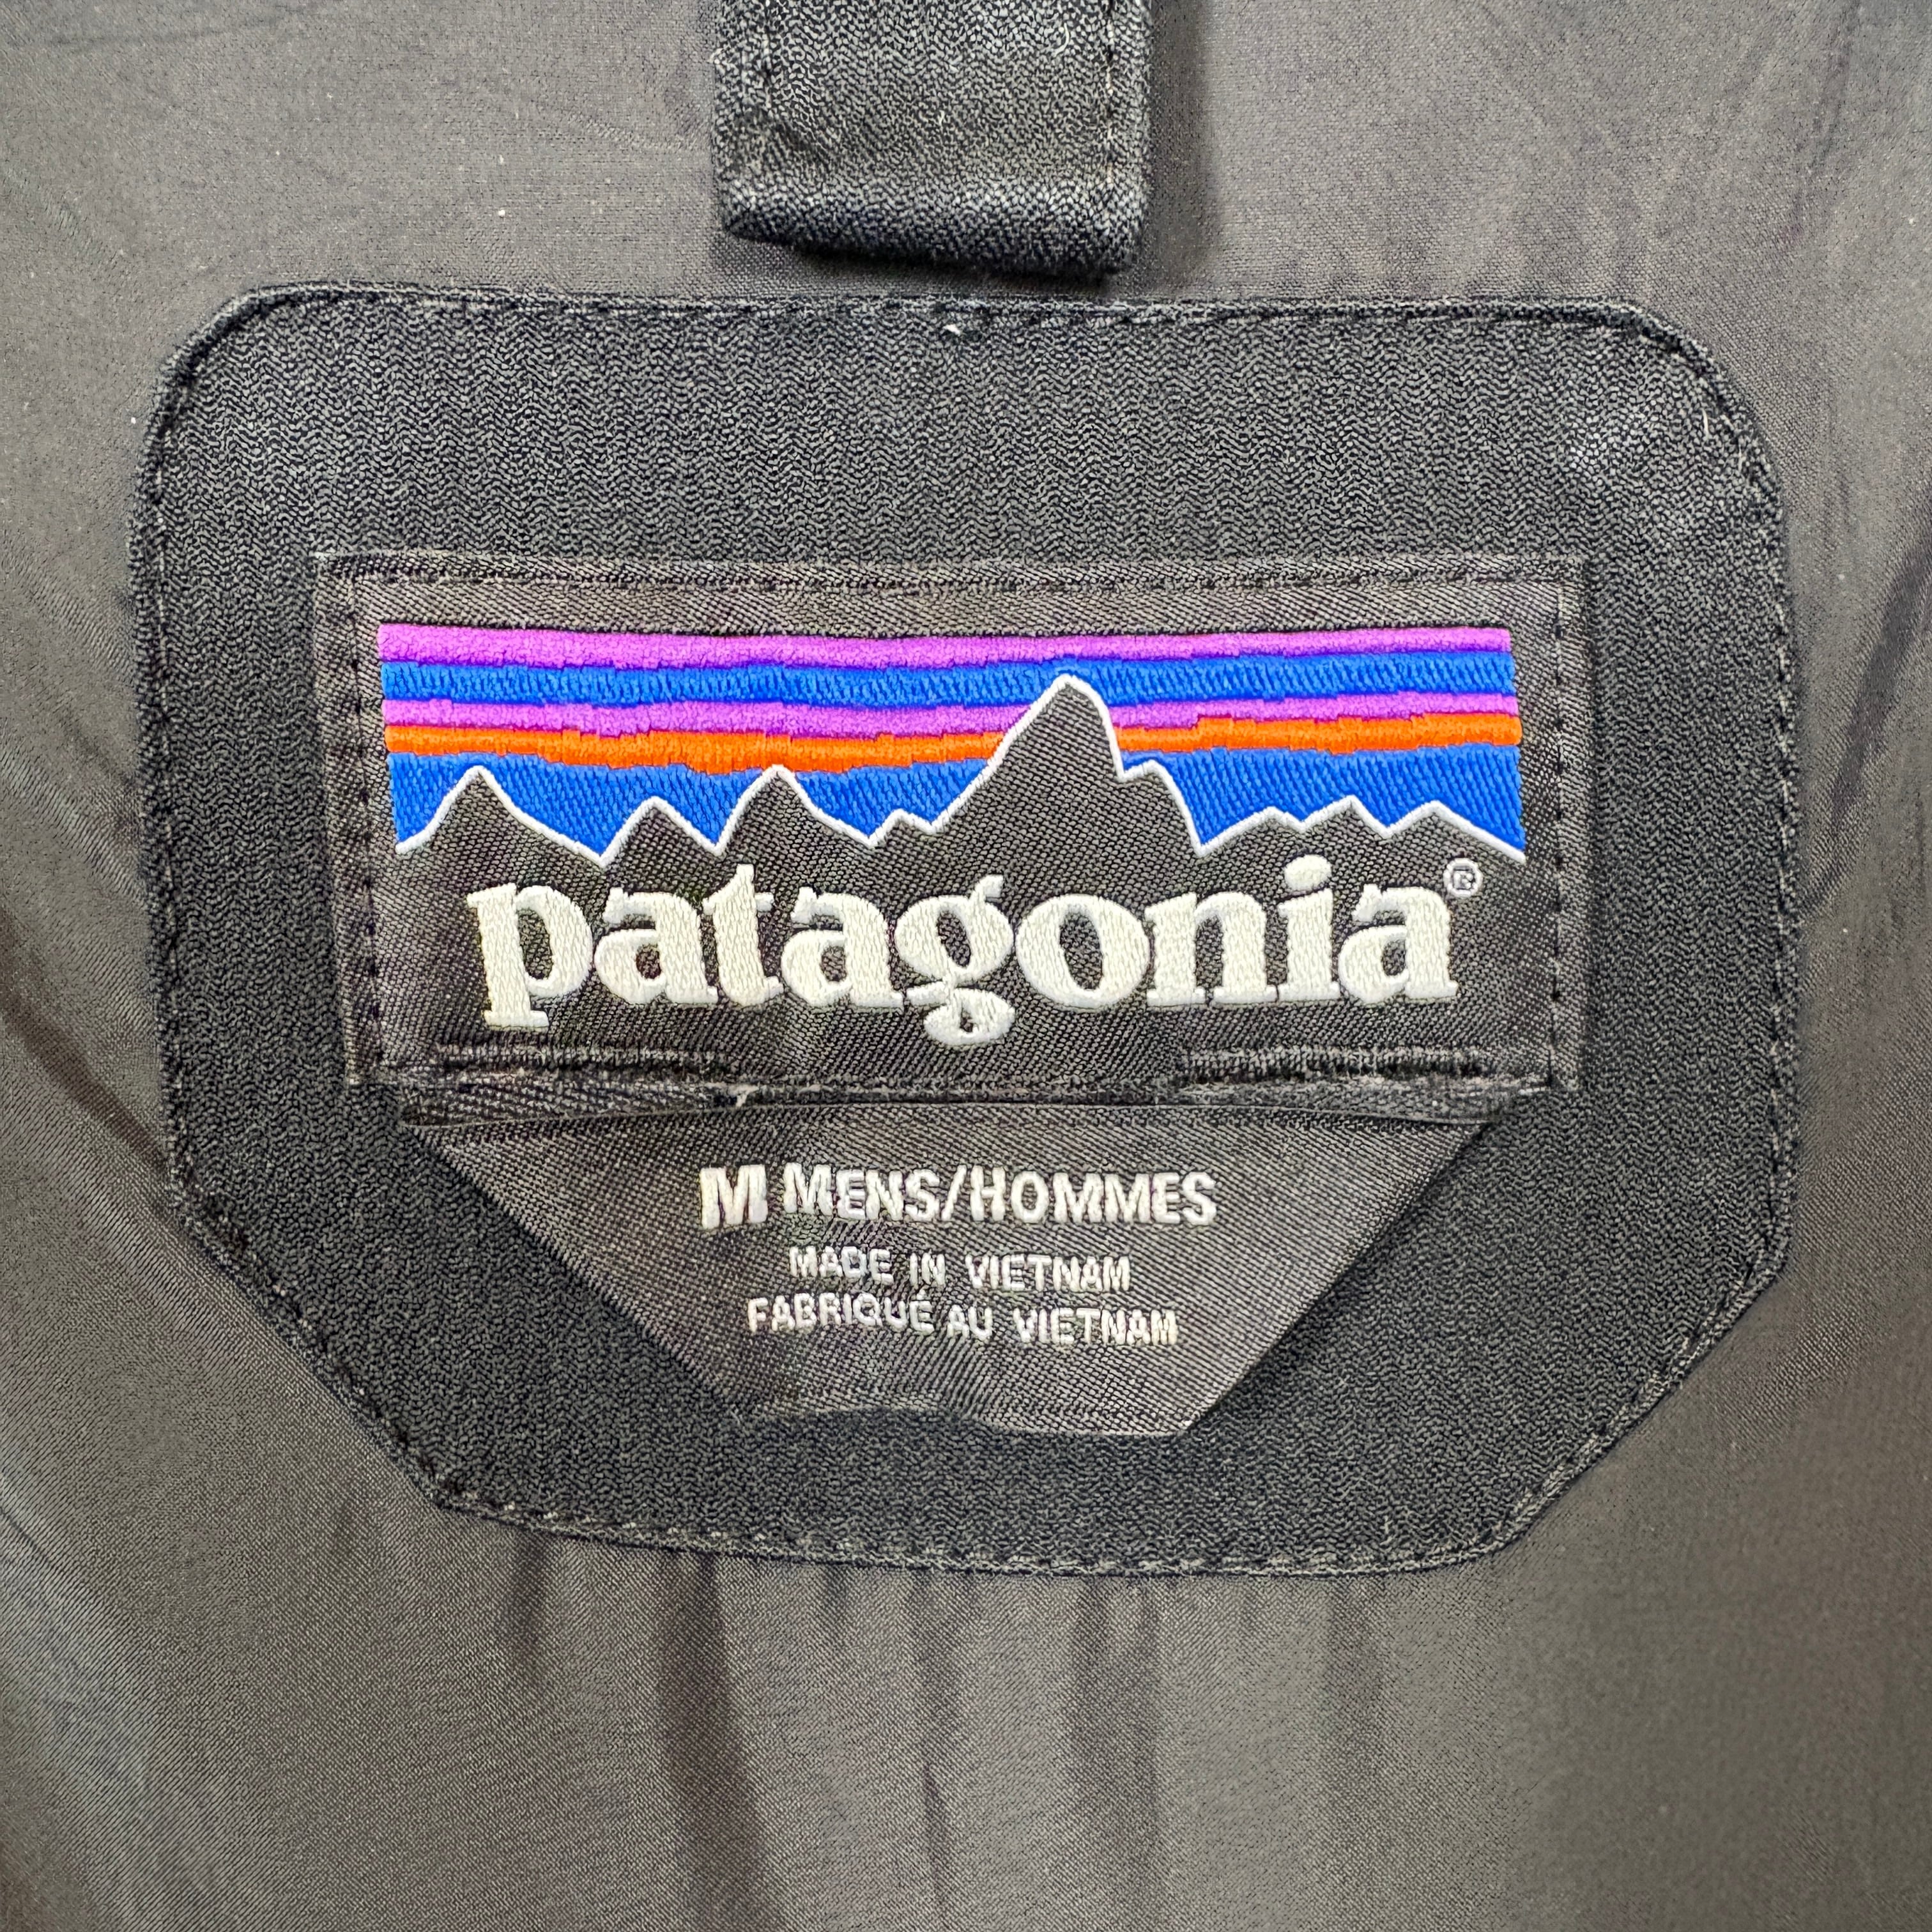 patagonia®
M MENS/HOMMES
MADE IN VIETNAM
FABRIQUÉ AU VIETNAM